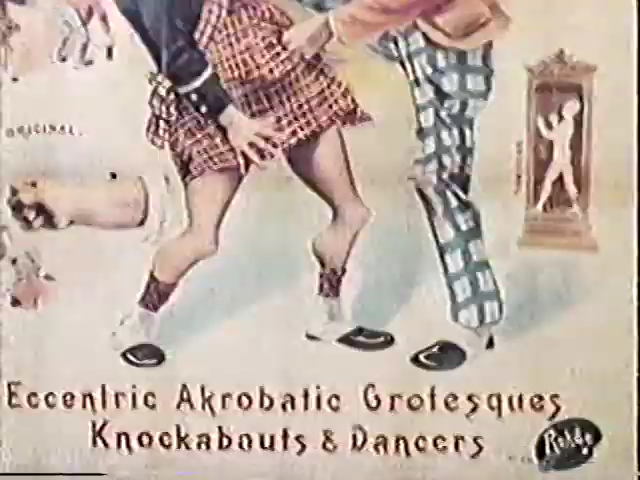 ORIGINAL.
Eccentric Akrobatic Grotesques
Knockabouts & Dancers